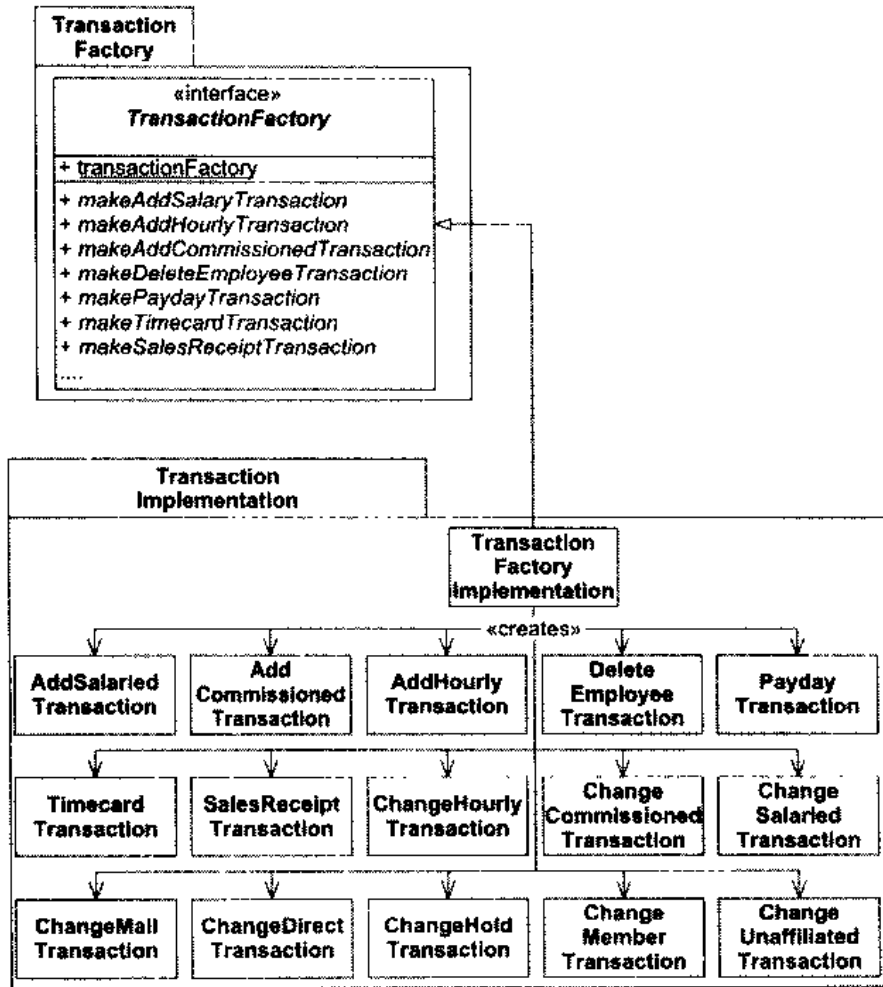 Transaction
Factory
«interface»
TransactionFactory
+ transactionFactory
+ makeAddSalaryTransaction
+ makeAddHourlyTransaction
+ makeAddCommissionedTransaction
+ makeDeleteEmployeeTransaction
+ makePaydayTransaction
+ makeTimecardTransaction
+ makeSalesReceiptTransaction
....
Transaction
Implementation
Transaction
Factory
Implementation
«creates»
AddSalaried
Transaction
Add
Commissioned
Transaction
AddHourly
Transaction
Delete
Employee
Transaction
Payday
Transaction
Timecard
Transaction
SalesReceipt
Transaction
ChangeHourly
Transaction
Change
Commissioned
Transaction
Change
Salaried
Transaction
ChangeMail
Transaction
ChangeDirect
Transaction
ChangeHold
Transaction
Change
Member
Transaction
Change
Unaffiliated
Transaction